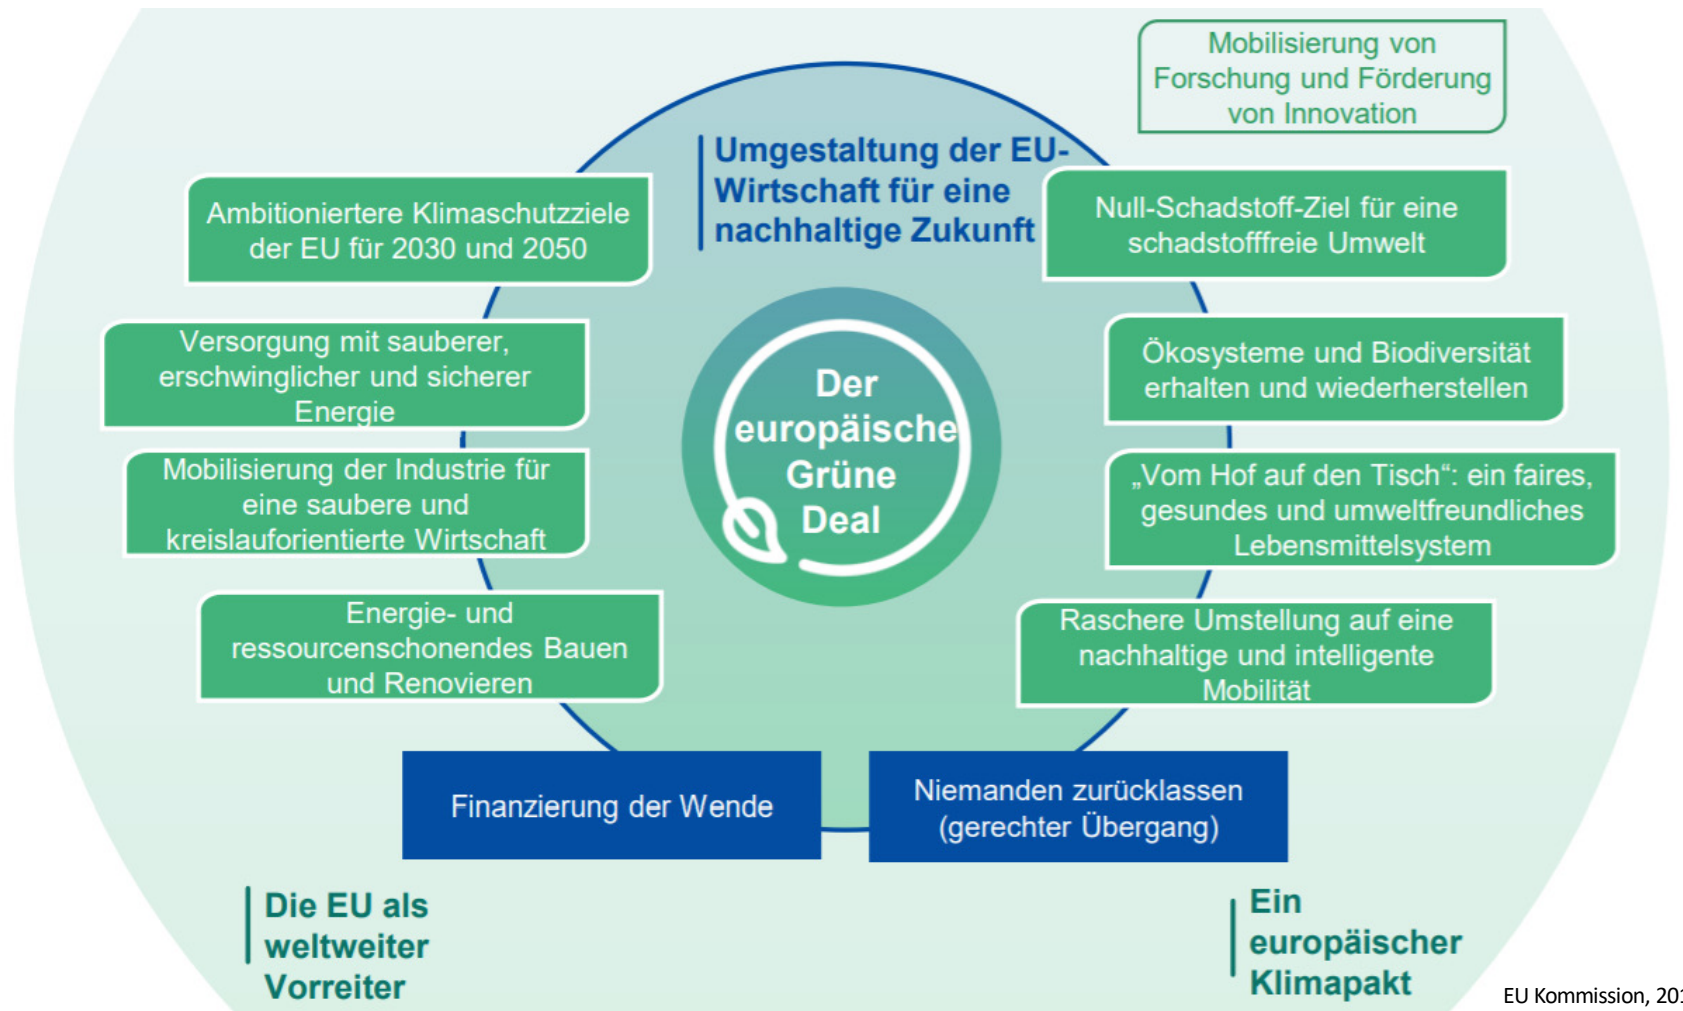 Mobilisierung von
Forschung und Förderung
von Innovation
Umgestaltung der EU-
Wirtschaft für eine
nachhaltige Zukunft
Ambitioniertere Klimaschutzziele
der EU für 2030 und 2050
Null-Schadstoff-Ziel für eine
schadstofffreie Umwelt
Versorgung mit sauberer,
erschwinglicher und sicherer
Energie
Ökosysteme und Biodiversität
erhalten und wiederherstellen
Der
europäische
Grüne
Deal
Mobilisierung der Industrie für
eine saubere und
kreislauforientierte Wirtschaft
„Vom Hof auf den Tisch“: ein faires,
gesundes und umweltfreundliches
Lebensmittelsystem
Energie- und
ressourcenschonendes Bauen
und Renovieren
Raschere Umstellung auf eine
nachhaltige und intelligente
Mobilität
Finanzierung der Wende
Niemanden zurücklassen
(gerechter Übergang)
Die EU als
weltweiter
Vorreiter
Ein
europäischer
Klimapakt
EU Kommission,